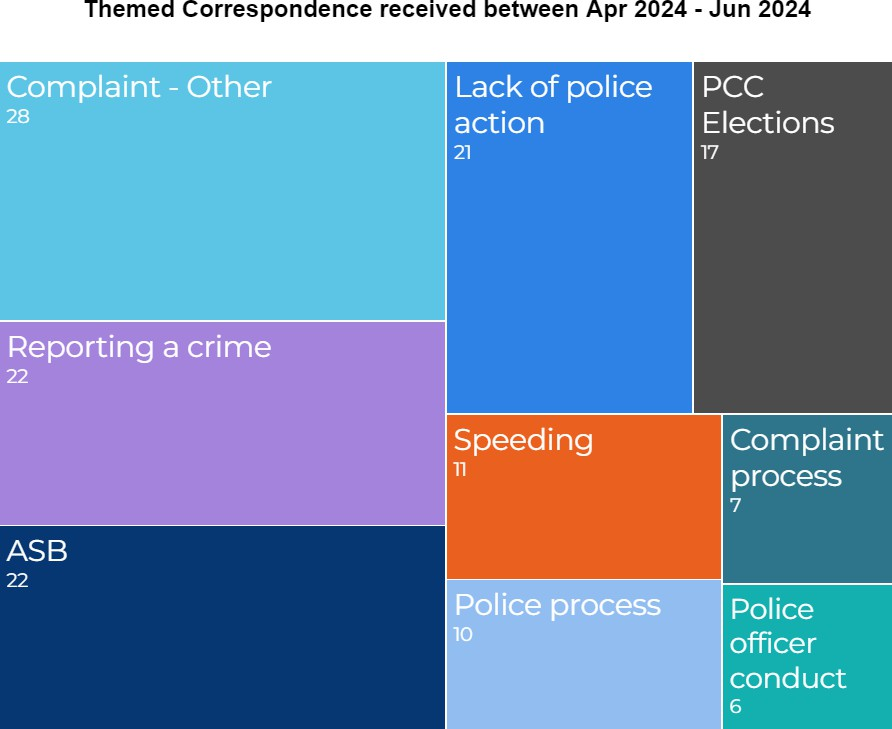 Themed Correspondence received between Apr 2024 - Jun 2024
Complaint - Other
28
Reporting a crime
22
ASB
22
Lack of police
action
21
PCC
Elections
17
Speeding
11
Police process
10
Complaint
process
7
Police
officer
conduct
6